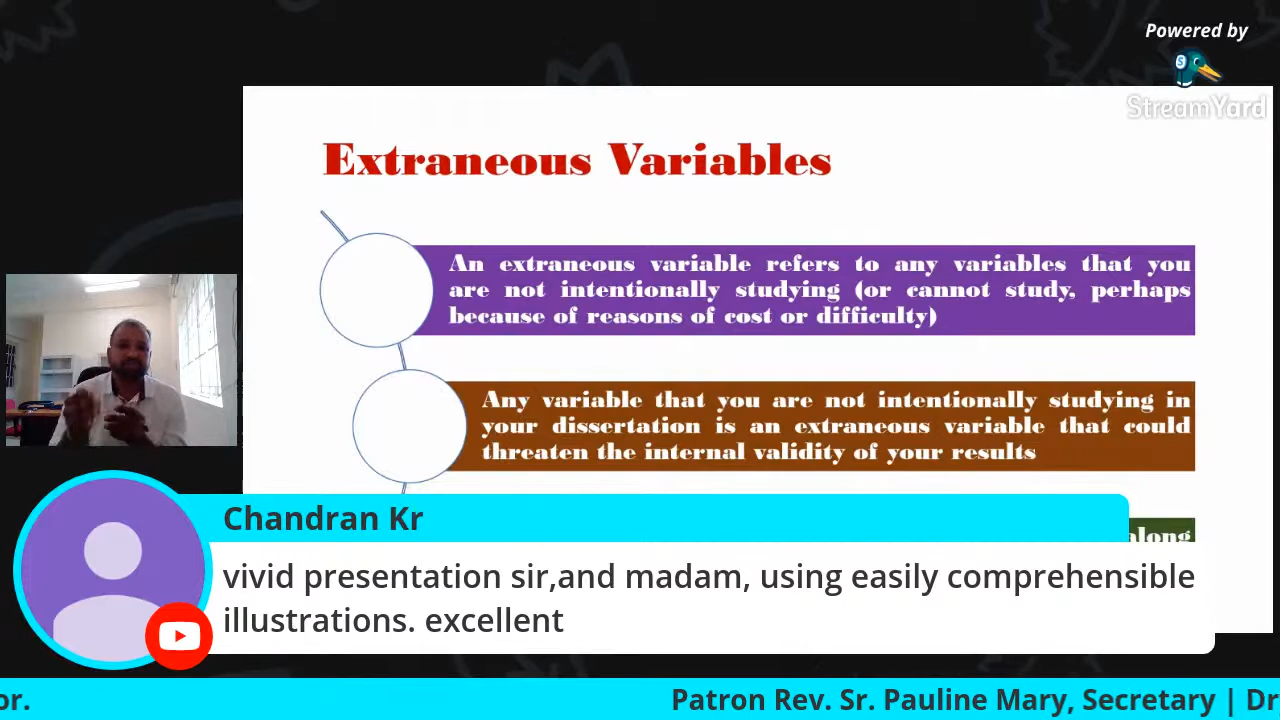 Powered by
StreamYard
Extraneous Variables
An extraneous variable refers to any variables that you
are not intentionally studying (or cannot study, perhaps
because of reasons of cost or difficulty)
Any variable that you are not intentionally studying in
your dissertation is an extraneous variable that could
threaten the internal validity of your results
along
Chandran Kr
vivid presentation sir,and madam, using easily comprehensible
illustrations. excellent
or. Patron Rev. Sr. Pauline Mary, Secretary | Dr